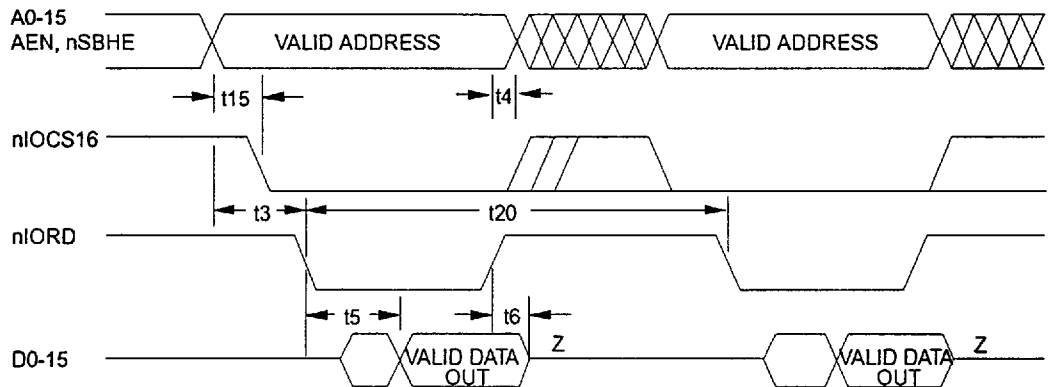 A0-15
AEN, nSBHE
VALID ADDRESS
VALID ADDRESS
t15
t4
nIOCS16
t3
t20
nIORD
t5
t6
D0-15
VALID DATA
OUT
Z
VALID DATA
OUT
Z